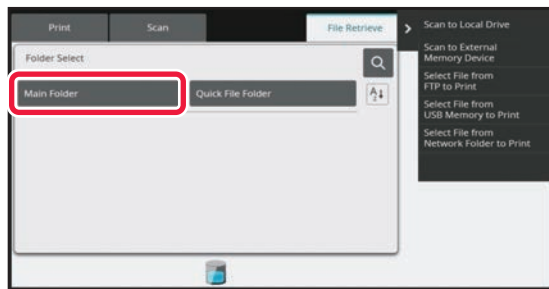 Print
Scan
File Retrieve
Folder Select
Main Folder
Quick File Folder
Scan to Local Drive
Scan to External
Memory Device
Select File from
FTP to Print
Select File from
USB Memory to Print
Select File from
Network Folder to Print